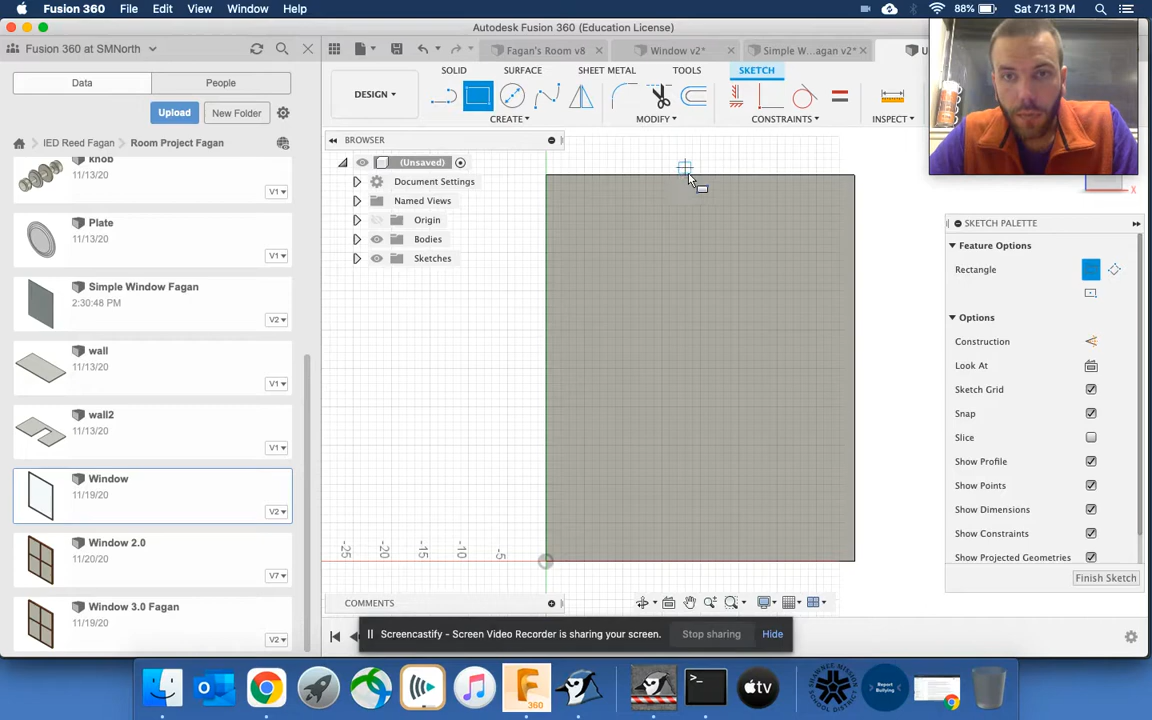 Fusion 360 File Edit View Window Help 88% Sat 7:13 PM
Autodesk Fusion 360 (Education License)
Fusion 360 at SMNorth
Fagan's Room v8
Window v2*
Simple W...agan v2*
Data People
Upload New Folder
IED Reed Fagan Room Project Fagan
knob
11/13/20
V1
Plate
11/13/20
V1
Simple Window Fagan
2:30:48 PM
V2
wall
11/13/20
V1
wall2
11/13/20
V1
Window
11/19/20
V2
Window 2.0
11/20/20
V7
Window 3.0 Fagan
11/19/20
V2
SOLID SURFACE SHEET METAL TOOLS SKETCH
DESIGN
CREATE MODIFY CONSTRAINTS INSPECT
BROWSER
(Unsaved)
Document Settings
Named Views
Origin
Bodies
Sketches
-25 -20 -15 -10 -5
X
SKETCH PALETTE
Feature Options
Rectangle
Options
Construction
Look At
Sketch Grid
Snap
Slice
Show Profile
Show Points
Show Dimensions
Show Constraints
Show Projected Geometries
Finish Sketch
COMMENTS
Screencastify - Screen Video Recorder is sharing your screen. Stop sharing Hide
360
tv
Report
Bullying